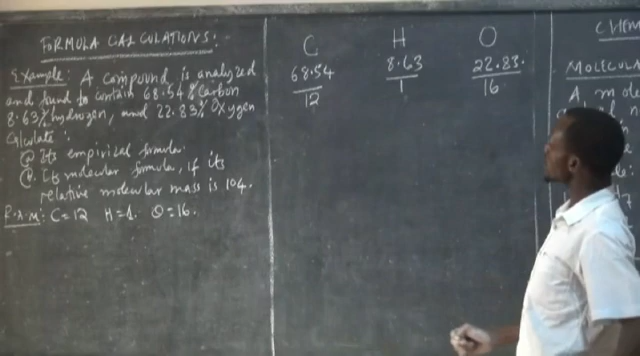 FORMULA CALCULATIONS:
Example: A compound is analyzed
and found to contain 68.54% Carbon
8.63% hydrogen, and 22.83% Oxygen
Calculate:
Its empirical formula.
Its molecular formula, if its
relative molecular mass is 104.
R.A.M: C=12 H=1. O=16.
C H O
68.54 8.63 22.83.
12 1 16
CHEM
MOLECULA
A mole